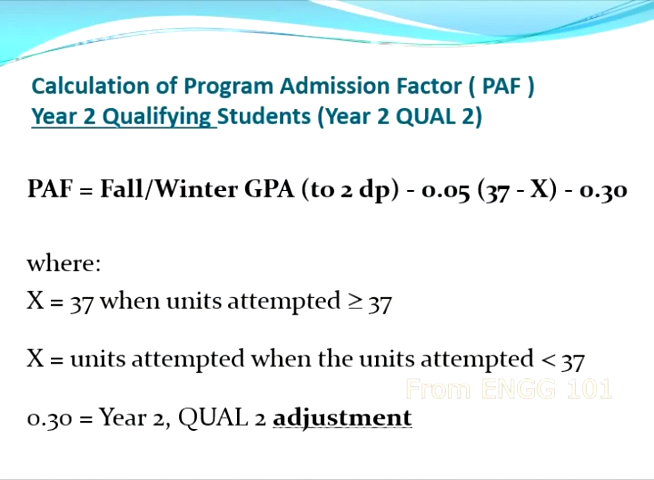 Calculation of Program Admission Factor ( PAF )
Year 2 Qualifying Students (Year 2 QUAL 2)
PAF = Fall/Winter GPA (to 2 dp) - 0.05 (37 - X) - 0.30
where:
X = 37 when units attempted ≥ 37
X = units attempted when the units attempted < 37
From ENGG 101
0.30 = Year 2, QUAL 2 adjustment